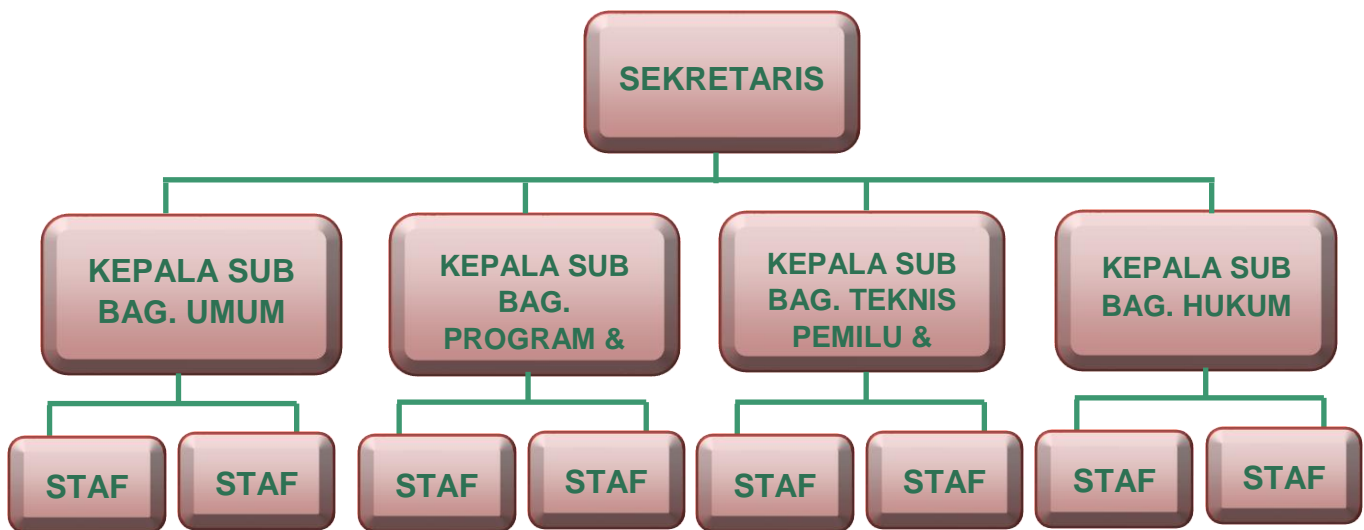 SEKRETARIS
KEPALA SUB
BAG. UMUM
KEPALA SUB
BAG.
PROGRAM &
KEPALA SUB
BAG. TEKNIS
PEMILU &
KEPALA SUB
BAG. HUKUM
STAF
STAF
STAF
STAF
STAF
STAF
STAF
STAF